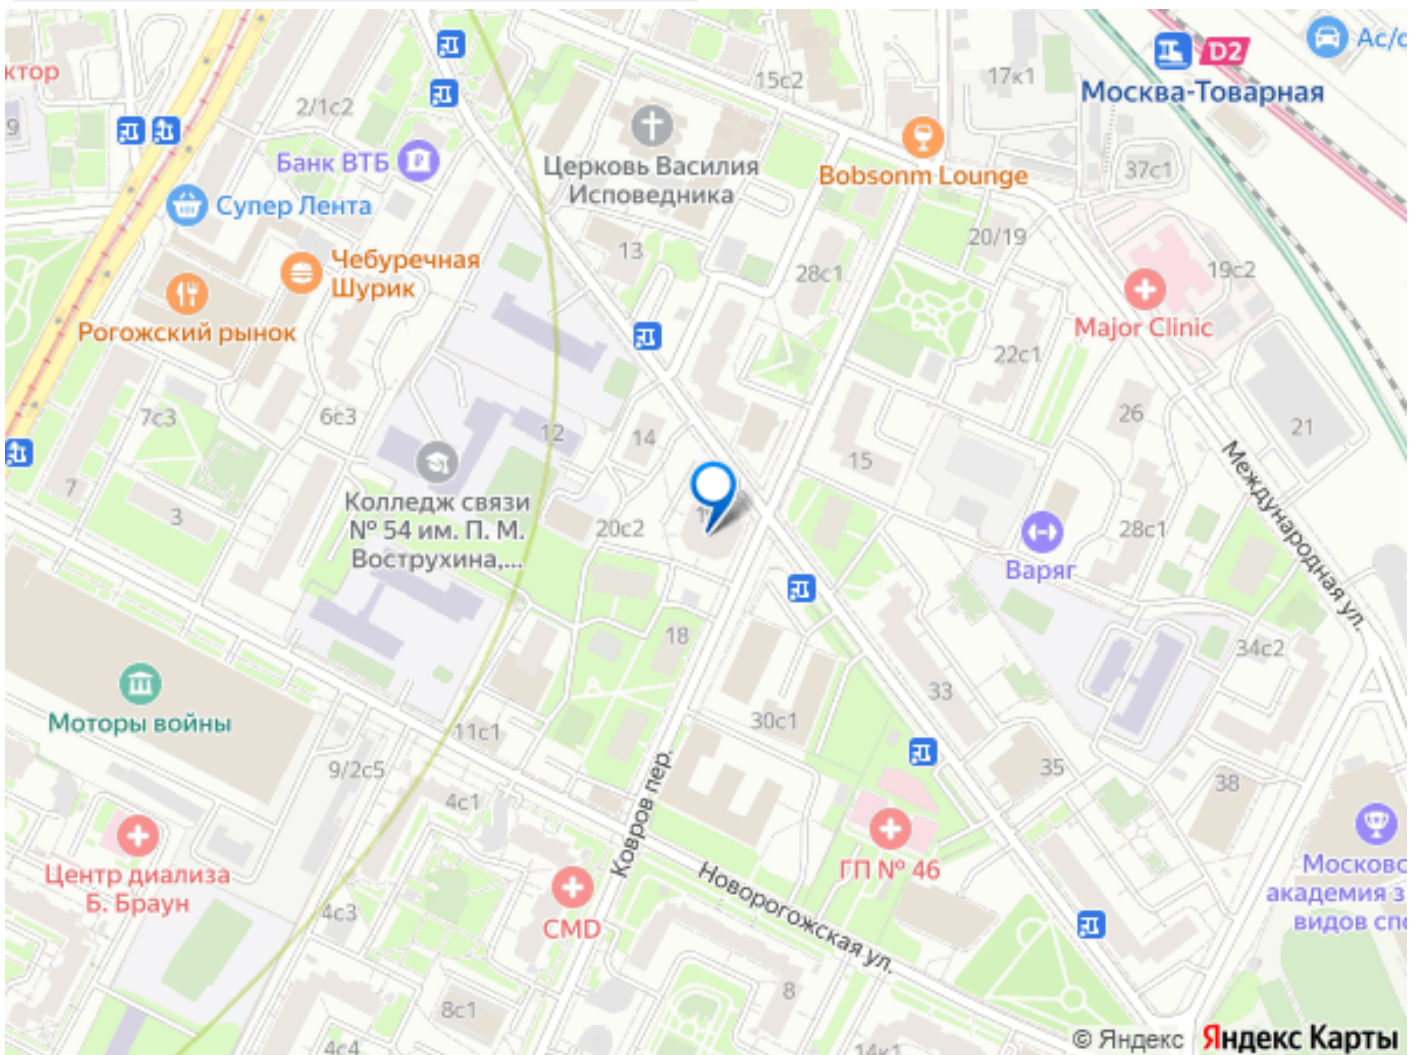 D2
Ас/с
Москва-Товарная
ктор
15с2
17к1
2/1с2
9
Банк ВТБ
Церковь Василия
Исповедника
Bobsonm Lounge
37с1
Супер Лента
13
20/19
Чебуречная
Шурик
28с1
19с2
Рогожский рынок
Major Clinic
22с1
7с3
6с3
12
14
26
21
15
Колледж связи
№ 54 им. П. М.
Вострухина,...
7
3
20с2
Варяг
28с1
Международная ул.
18
34с2
Моторы войны
33
11с1
30с1
9/2с5
35
38
4с1
Ковров пер.
Центр диализа
Б. Браун
ГП № 46
Московс
академия з
видов спо
CMD
Новорогожская ул.
4с3
8
8с1
4с4
14к1
© Яндекс
Яндекс Карты